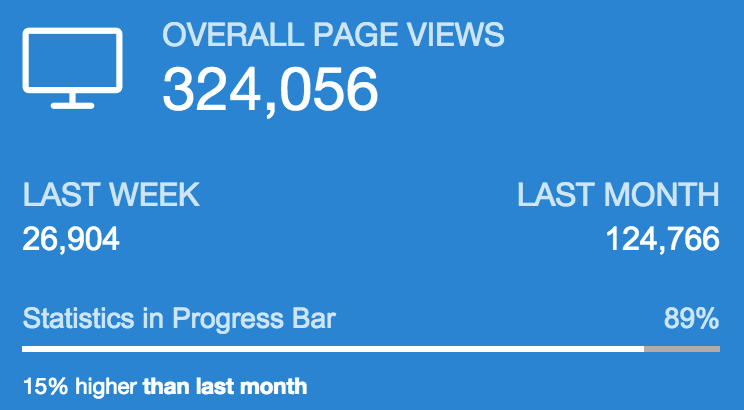 OVERALL PAGE VIEWS
324,056
LAST WEEK
26,904
LAST MONTH
124,766
Statistics in Progress Bar
89%
15% higher than last month